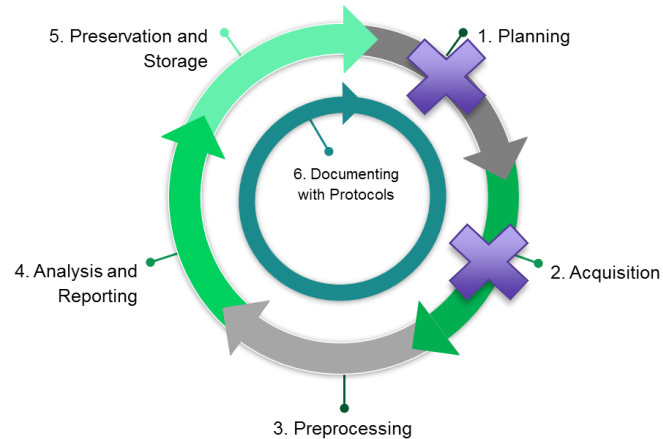 1. Planning
2. Acquisition
3. Preprocessing
4. Analysis and
Reporting
5. Preservation and
Storage
6. Documenting
with Protocols